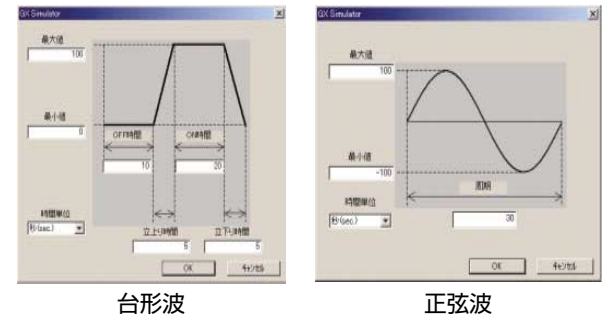 GX Simulator
最大値
100
最小値
0
OFF時間
ON時間
10
20
時間単位
秒(sec.)
立上り時間
立下り時間
5
5
OK
キャンセル
台形波
GX Simulator
最大値
100
最小値
-100
周期
時間単位
秒(sec.)
30
OK
キャンセル
正弦波